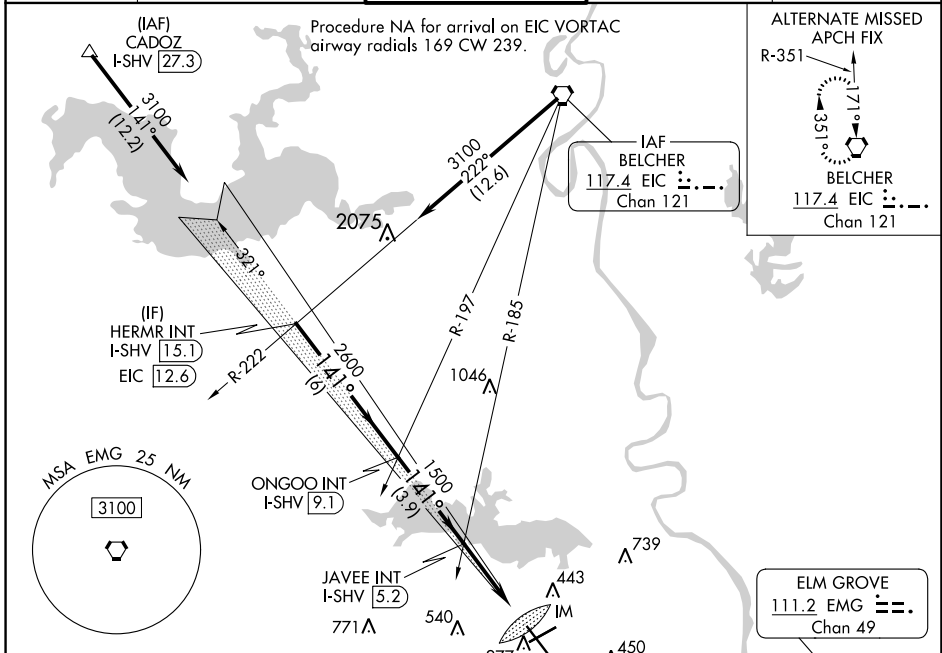 (IAF)
CADOZ
I-SHV 27.3
Procedure NA for arrival on EIC VORTAC
airway radials 169 CW 239.
ALTERNATE MISSED
APCH FIX
R-351
171°
351°
BELCHER
117.4 EIC
Chan 121
3100
141°
(12.2)
3100
222°
(12.6)
IAF
BELCHER
117.4 EIC
Chan 121
2075
321°
(IF)
HERMR INT
I-SHV 15.1
EIC 12.6
R-222
R-197
R-185
2600
141°
(6)
1046
MSA EMG 25 NM
3100
ONGOO INT
I-SHV 9.1
1500
141°
(3.9)
JAVEE INT
I-SHV 5.2
739
443
IM
771
540
450
ELM GROVE
111.2 EMG
Chan 49